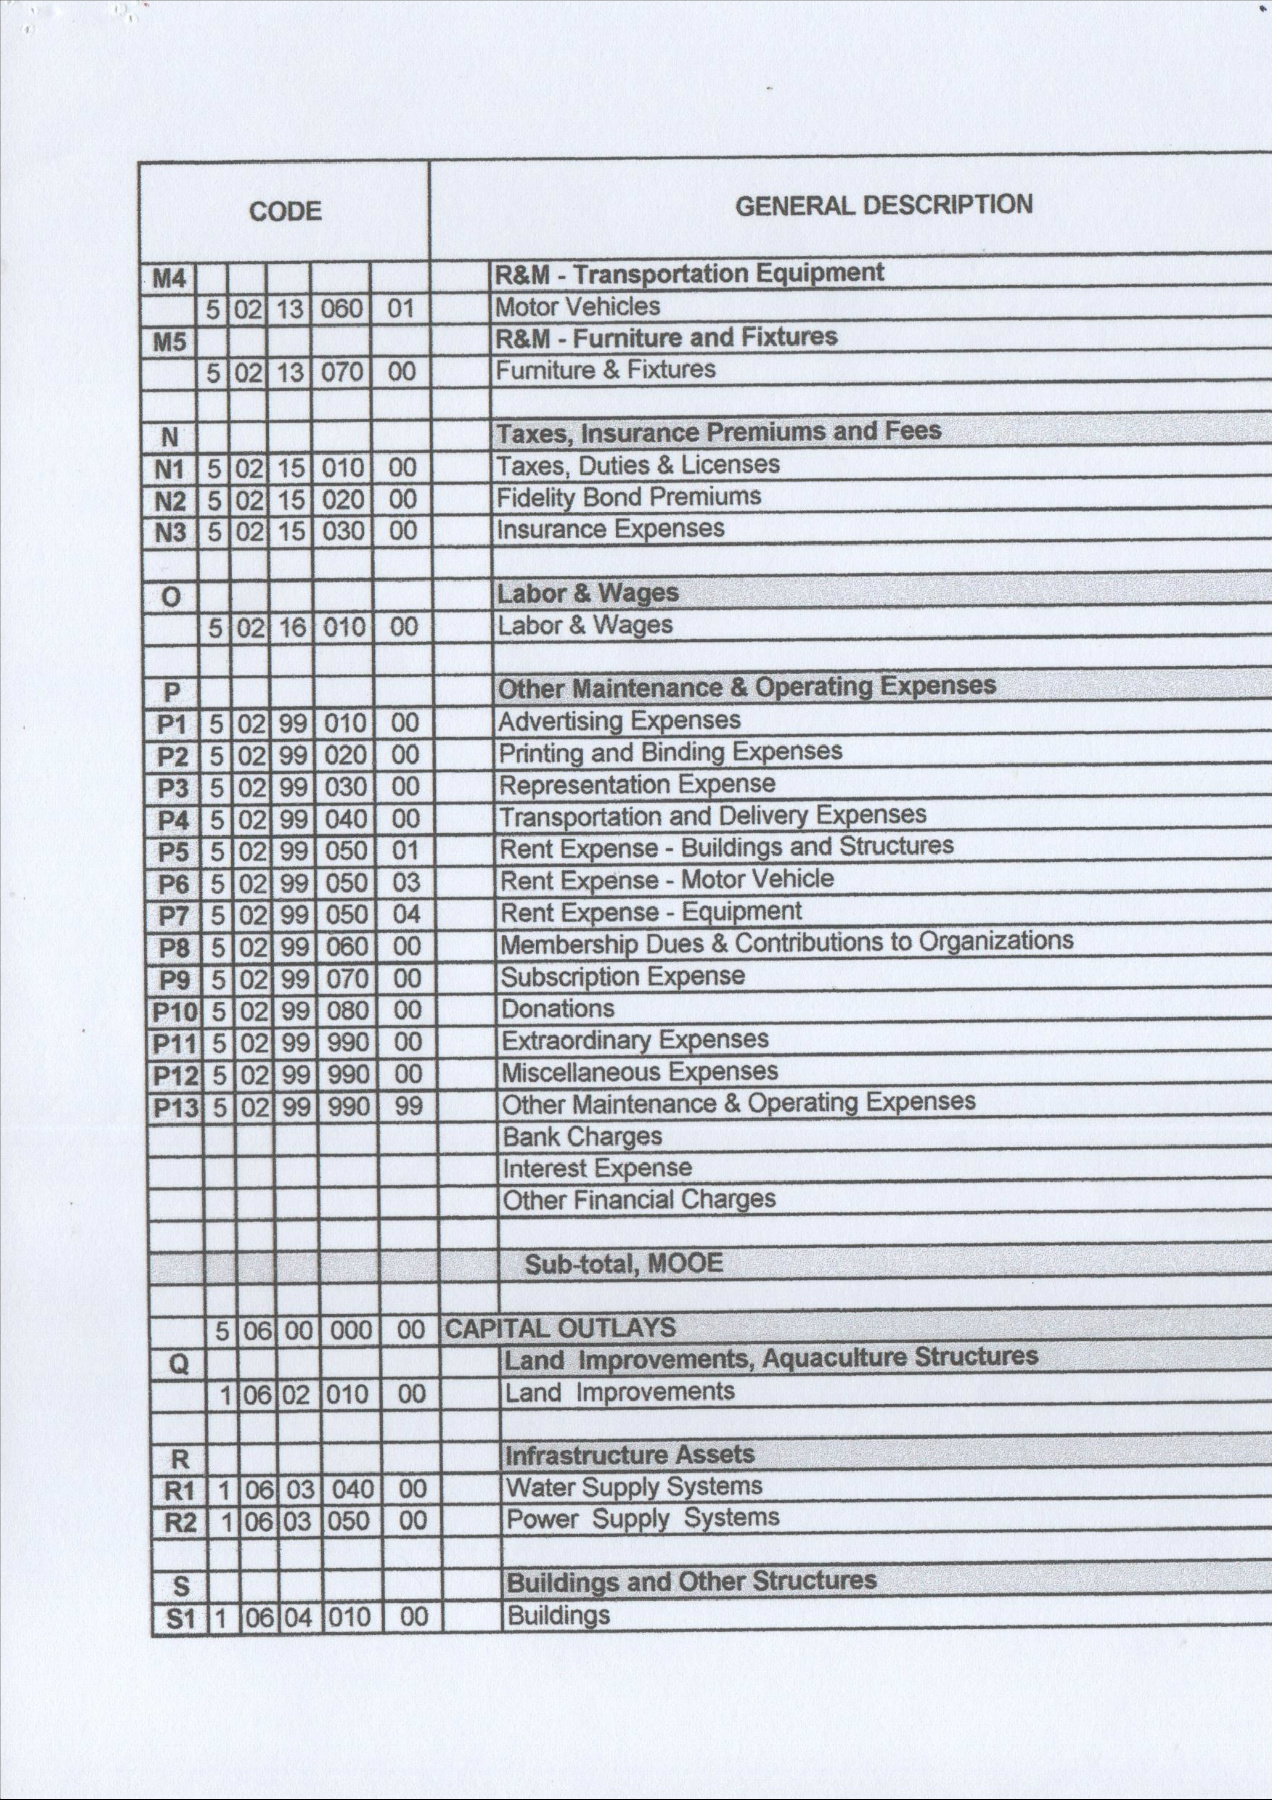 CODE GENERAL DESCRIPTION
M4 R&M - Transportation Equipment
5 02 13 060 01 Motor Vehicles
M5 R&M - Furniture and Fixtures
5 02 13 070 00 Furniture & Fixtures
N Taxes, Insurance Premiums and Fees
N1 5 02 15 010 00 Taxes, Duties & Licenses
N2 5 02 15 020 00 Fidelity Bond Premiums
N3 5 02 15 030 00 Insurance Expenses
O Labor & Wages
5 02 16 010 00 Labor & Wages
P Other Maintenance & Operating Expenses
P1 5 02 99 010 00 Advertising Expenses
P2 5 02 99 020 00 Printing and Binding Expenses
P3 5 02 99 030 00 Representation Expense
P4 5 02 99 040 00 Transportation and Delivery Expenses
P5 5 02 99 050 01 Rent Expense - Buildings and Structures
P6 5 02 99 050 03 Rent Expense - Motor Vehicle
P7 5 02 99 050 04 Rent Expense - Equipment
P8 5 02 99 060 00 Membership Dues & Contributions to Organizations
P9 5 02 99 070 00 Subscription Expense
P10 5 02 99 080 00 Donations
P11 5 02 99 990 00 Extraordinary Expenses
P12 5 02 99 990 00 Miscellaneous Expenses
P13 5 02 99 990 99 Other Maintenance & Operating Expenses
Bank Charges
Interest Expense
Other Financial Charges
Sub-total, MOOE
5 06 00 000 00 CAPITAL OUTLAYS
Q Land Improvements, Aquaculture Structures
1 06 02 010 00 Land Improvements
R Infrastructure Assets
R1 1 06 03 040 00 Water Supply Systems
R2 1 06 03 050 00 Power Supply Systems
S Buildings and Other Structures
S1 1 06 04 010 00 Buildings